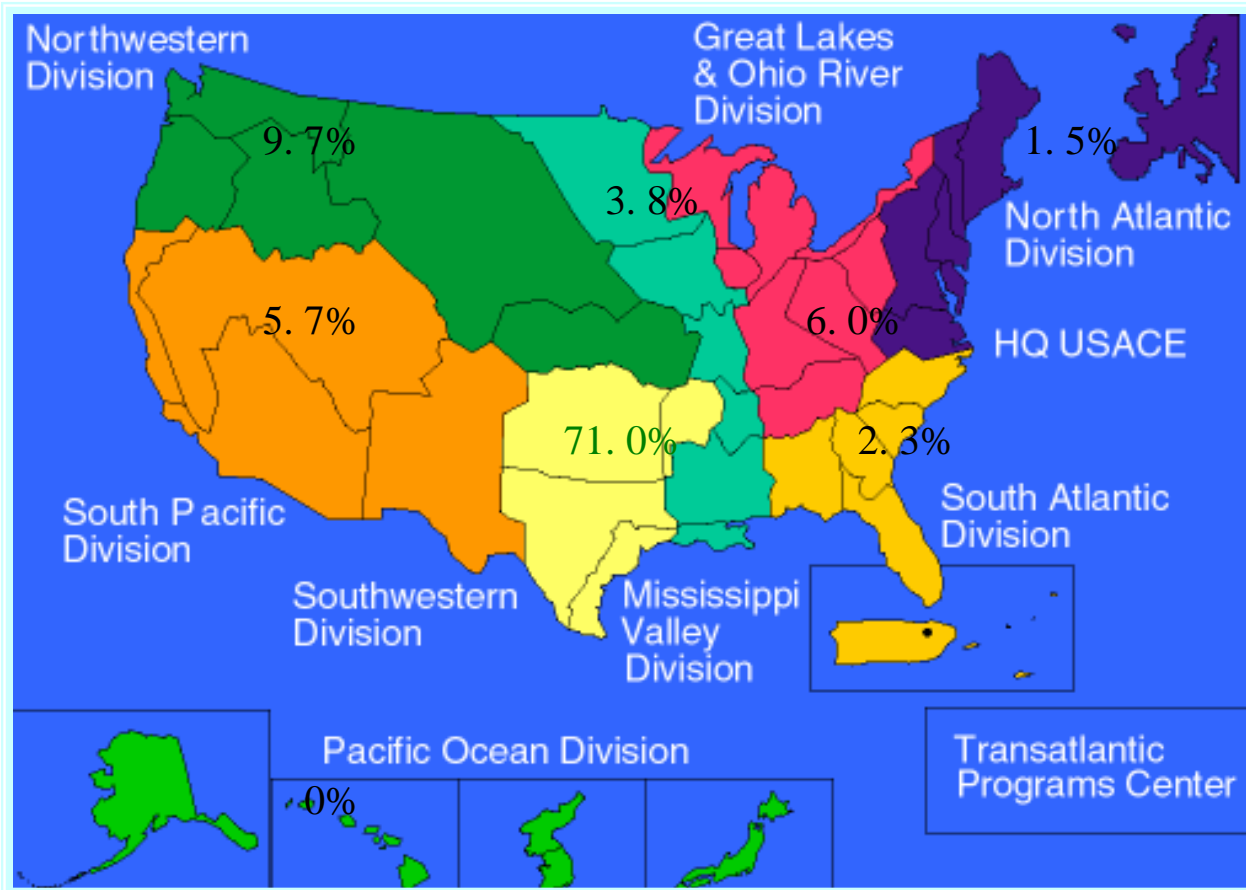 Northwestern
Division
Great Lakes
& Ohio River
Division
9. 7%
1. 5%
3. 8%
North Atlantic
Division
5. 7%
6. 0%
HQ USACE
71. 0%
2. 3%
South Pacific
Division
South Atlantic
Division
Southwestern
Division
Mississippi
Valley
Division
Pacific Ocean Division
Transatlantic
Programs Center
0%